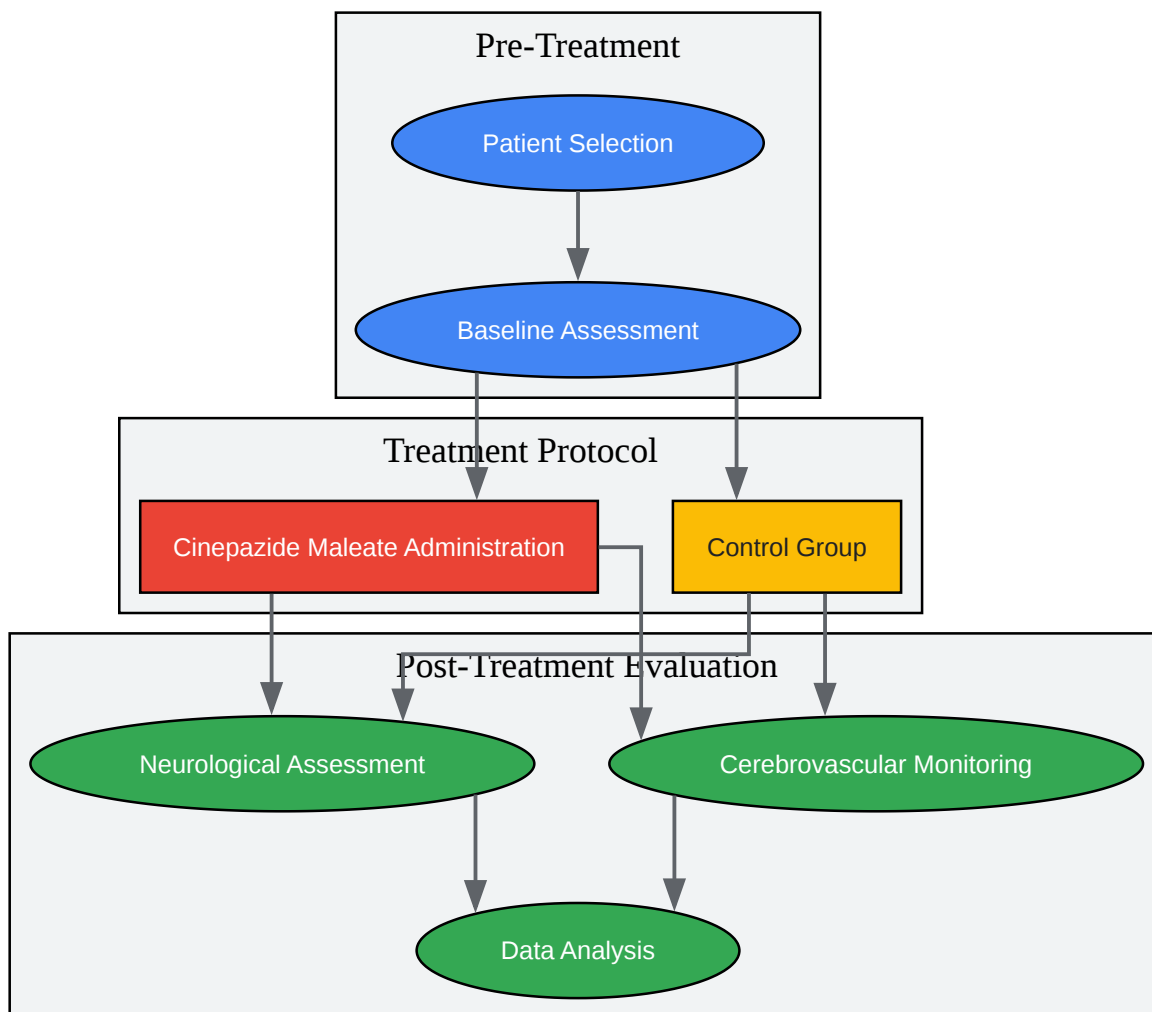 Pre-Treatment
Patient Selection
Baseline Assessment
Treatment Protocol
Cinepazide Maleate Administration
Control Group
Post-Treatment Evaluation
Neurological Assessment
Cerebrovascular Monitoring
Data Analysis